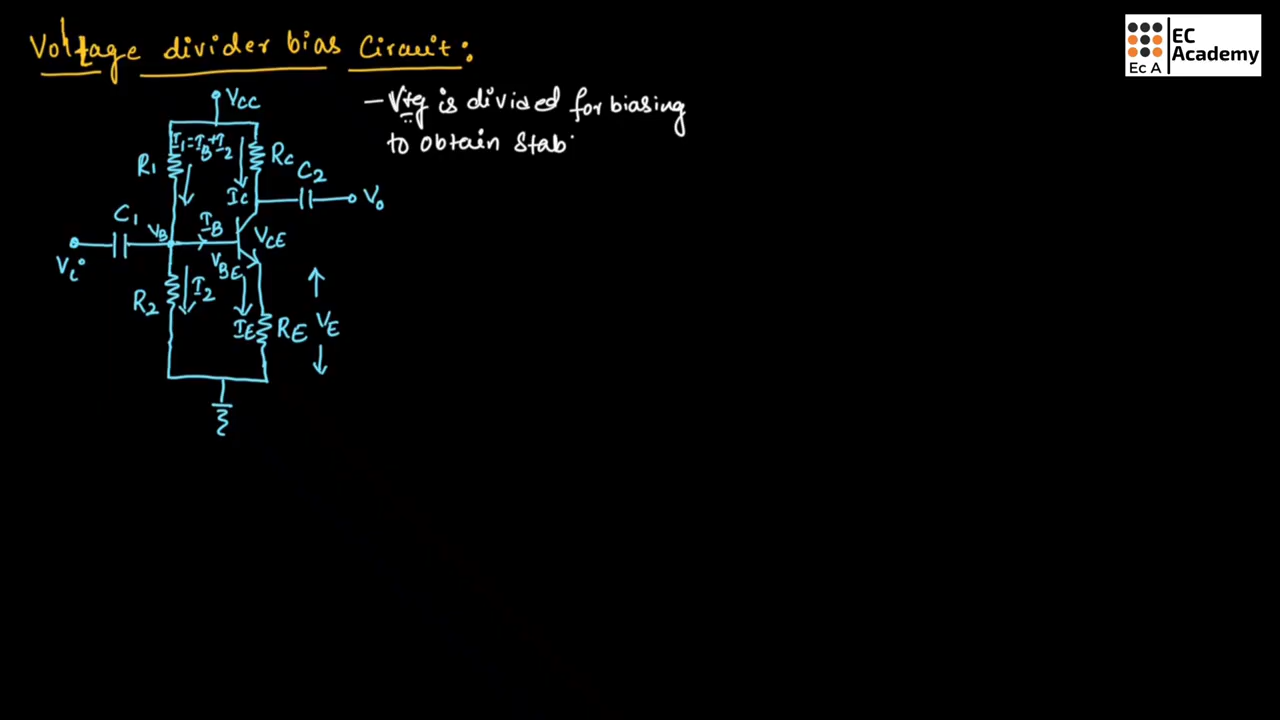 Voltage divider bias Circuit:
EC
Academy
Ec A
VCC
- Vtg is divided for biasing
to obtain Stab
I1=IB+I2
R1
RC
C2
IC
Vo
C1
VB
IB
VCE
Vi
VBE
R2
I2
IE
RE
VE